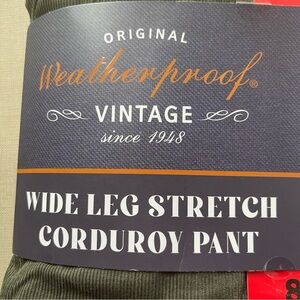 ORIGINAL
Weatherproof®
VINTAGE
since 1948
WIDE LEG STRETCH
CORDUROY PANT